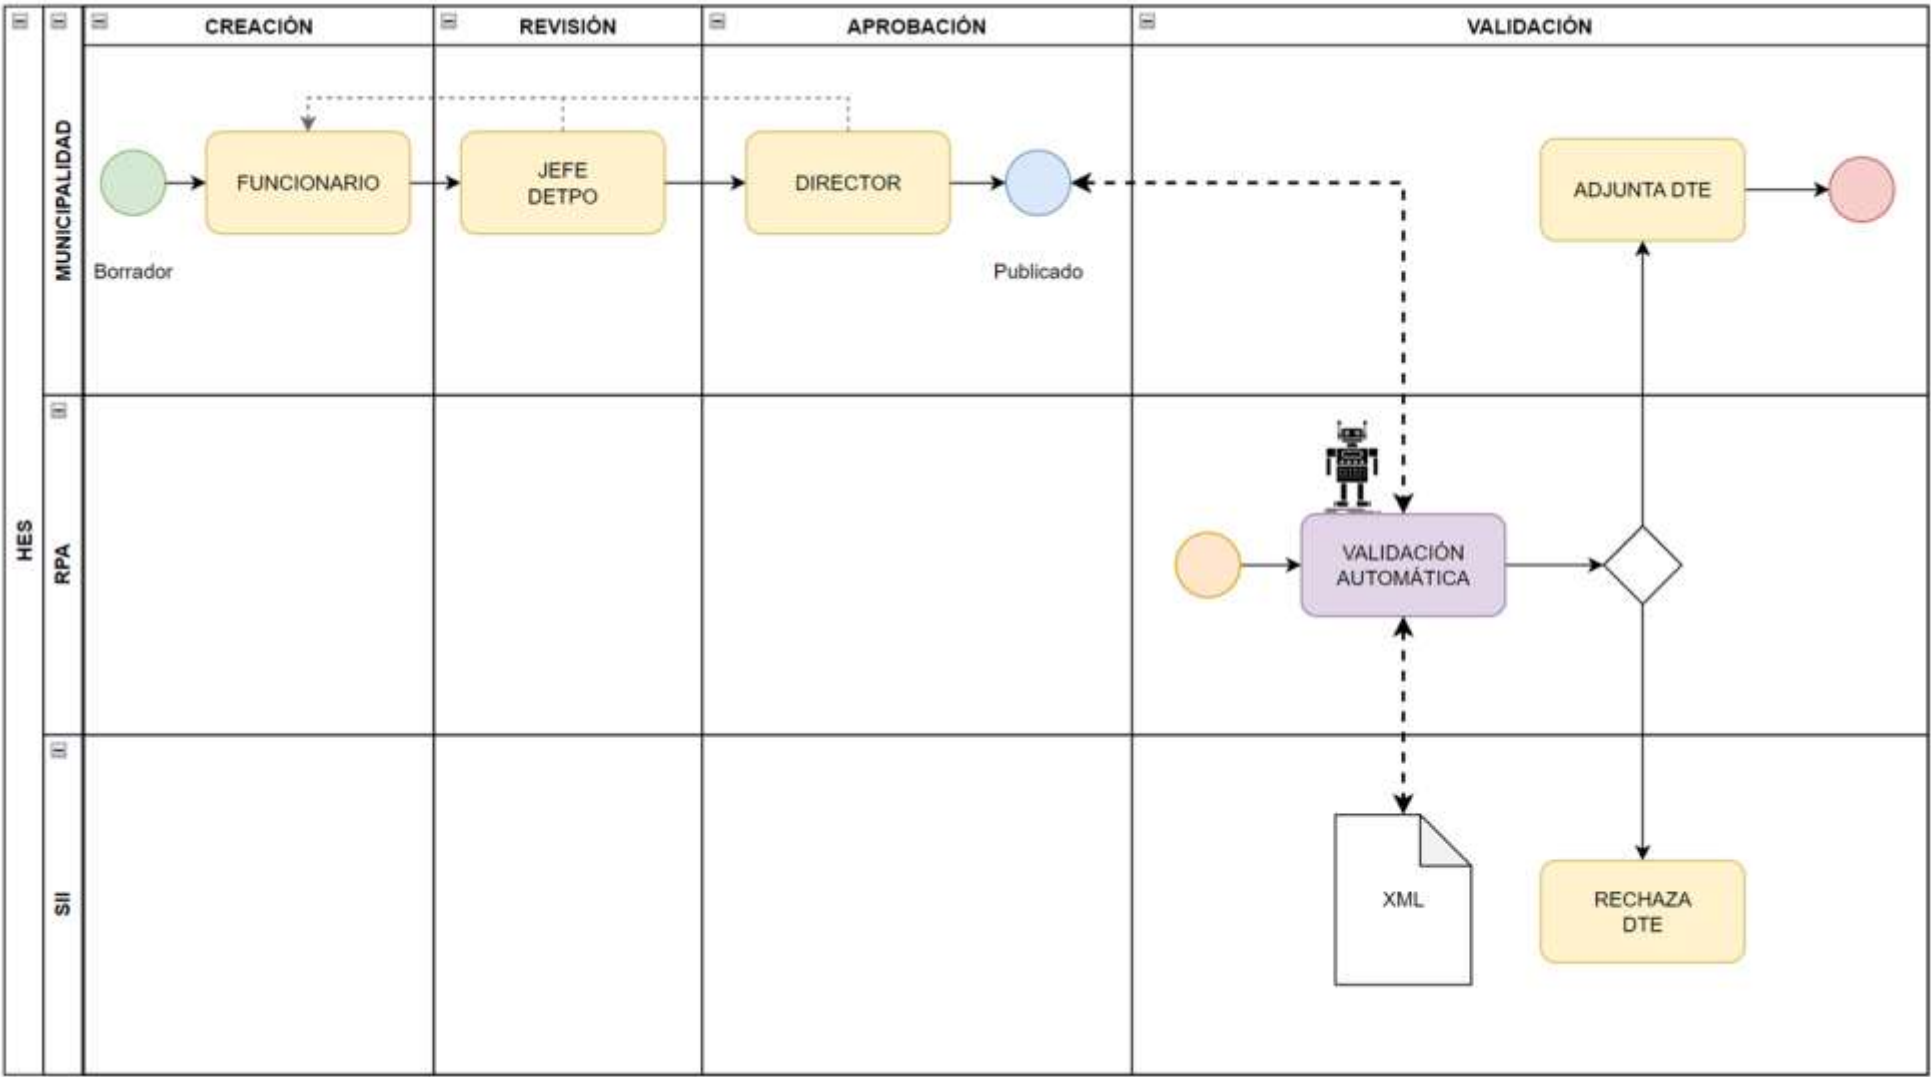 CREACIÓN
REVISIÓN
APROBACIÓN
VALIDACIÓN
HES
MUNICIPALIDAD
FUNCIONARIO
JEFE
DETPO
DIRECTOR
ADJUNTA DTE
Borrador
Publicado
RPA
VALIDACIÓN
AUTOMÁTICA
SII
XML
RECHAZA
DTE